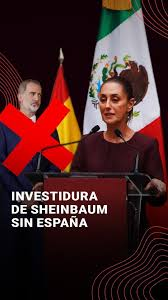 INVESTIDURA
DE SHEINBAUM
SIN ESPAÑA